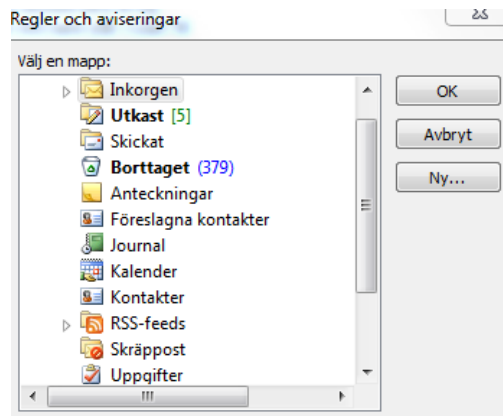 Regler och aviseringar
Välj en mapp:
Inkorgen
Utkast [5]
Skickat
Borttaget (379)
Anteckningar
Föreslagna kontakter
Journal
Kalender
Kontakter
RSS-feeds
Skräppost
Uppgifter
OK
Avbryt
Ny...